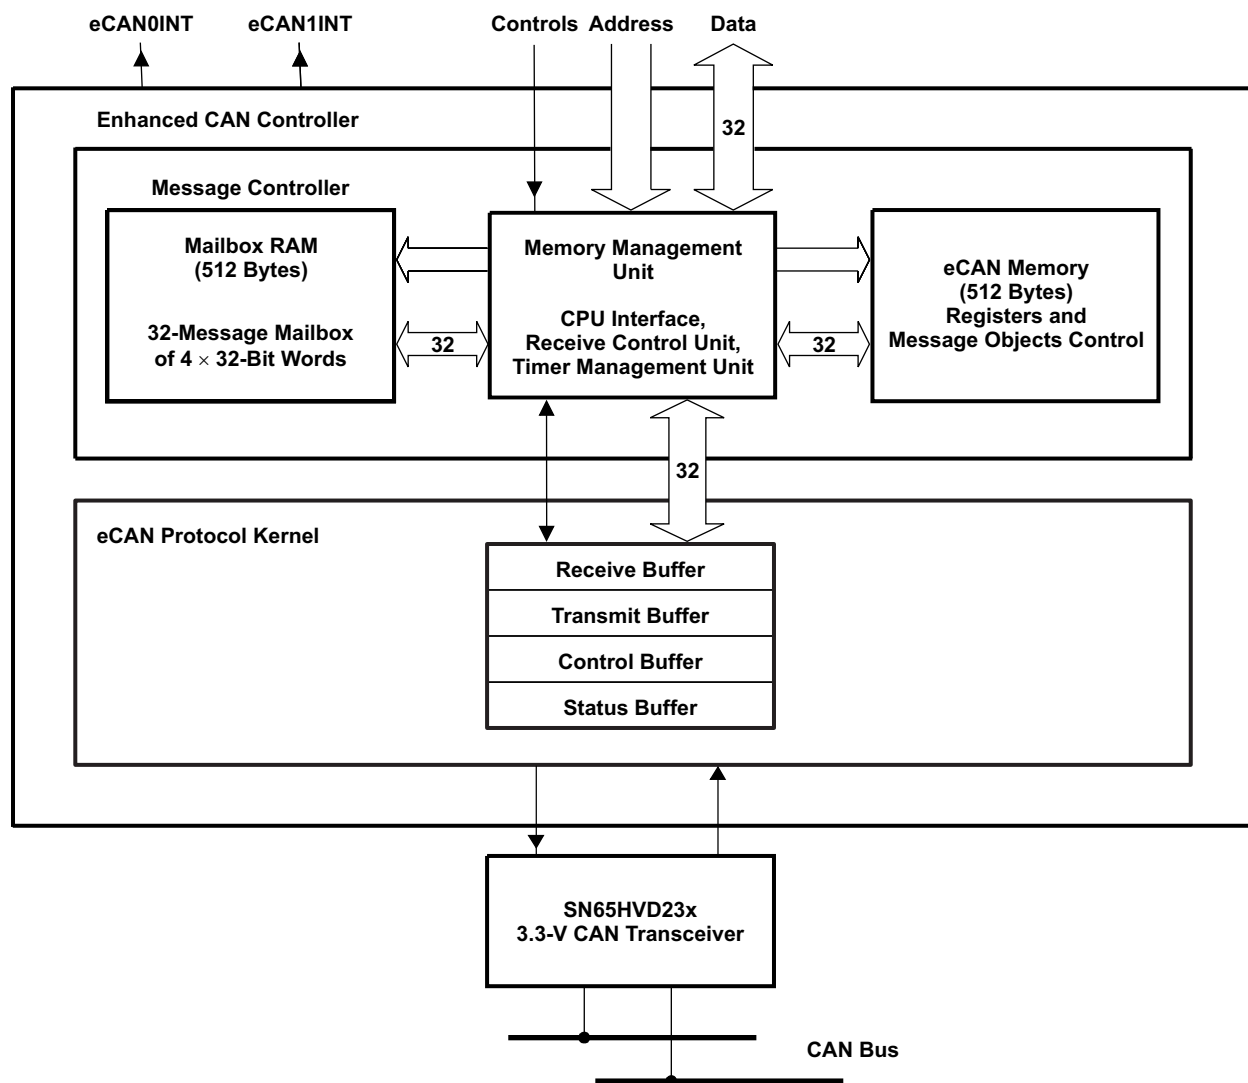 eCAN0INT
eCAN1INT
Controls
Address
Data
32
Enhanced CAN Controller
Message Controller
Mailbox RAM
(512 Bytes)
32-Message Mailbox
of 4 × 32-Bit Words
32
Memory Management
Unit
CPU Interface,
Receive Control Unit,
Timer Management Unit
32
eCAN Memory
(512 Bytes)
Registers and
Message Objects Control
32
eCAN Protocol Kernel
Receive Buffer
Transmit Buffer
Control Buffer
Status Buffer
SN65HVD23x
3.3-V CAN Transceiver
CAN Bus